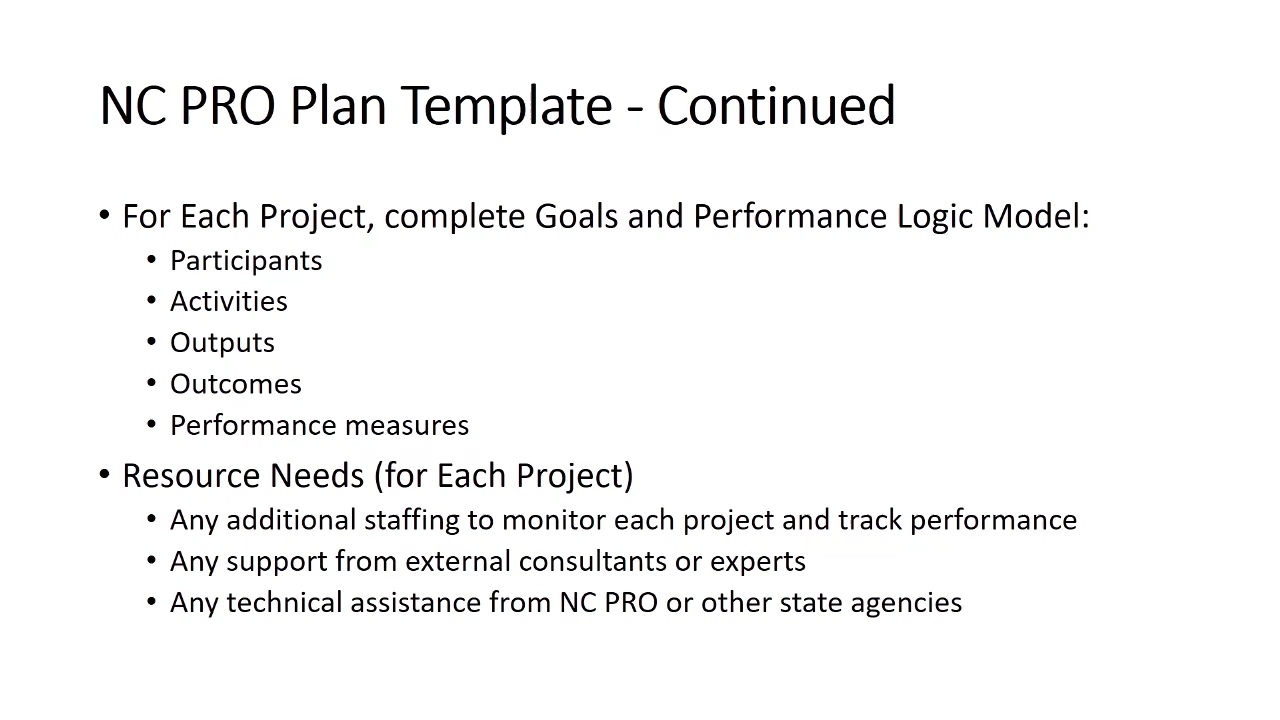 NC PRO Plan Template - Continued
• For Each Project, complete Goals and Performance Logic Model:
• Participants
• Activities
• Outputs
• Outcomes
• Performance measures
• Resource Needs (for Each Project)
• Any additional staffing to monitor each project and track performance
• Any support from external consultants or experts
• Any technical assistance from NC PRO or other state agencies